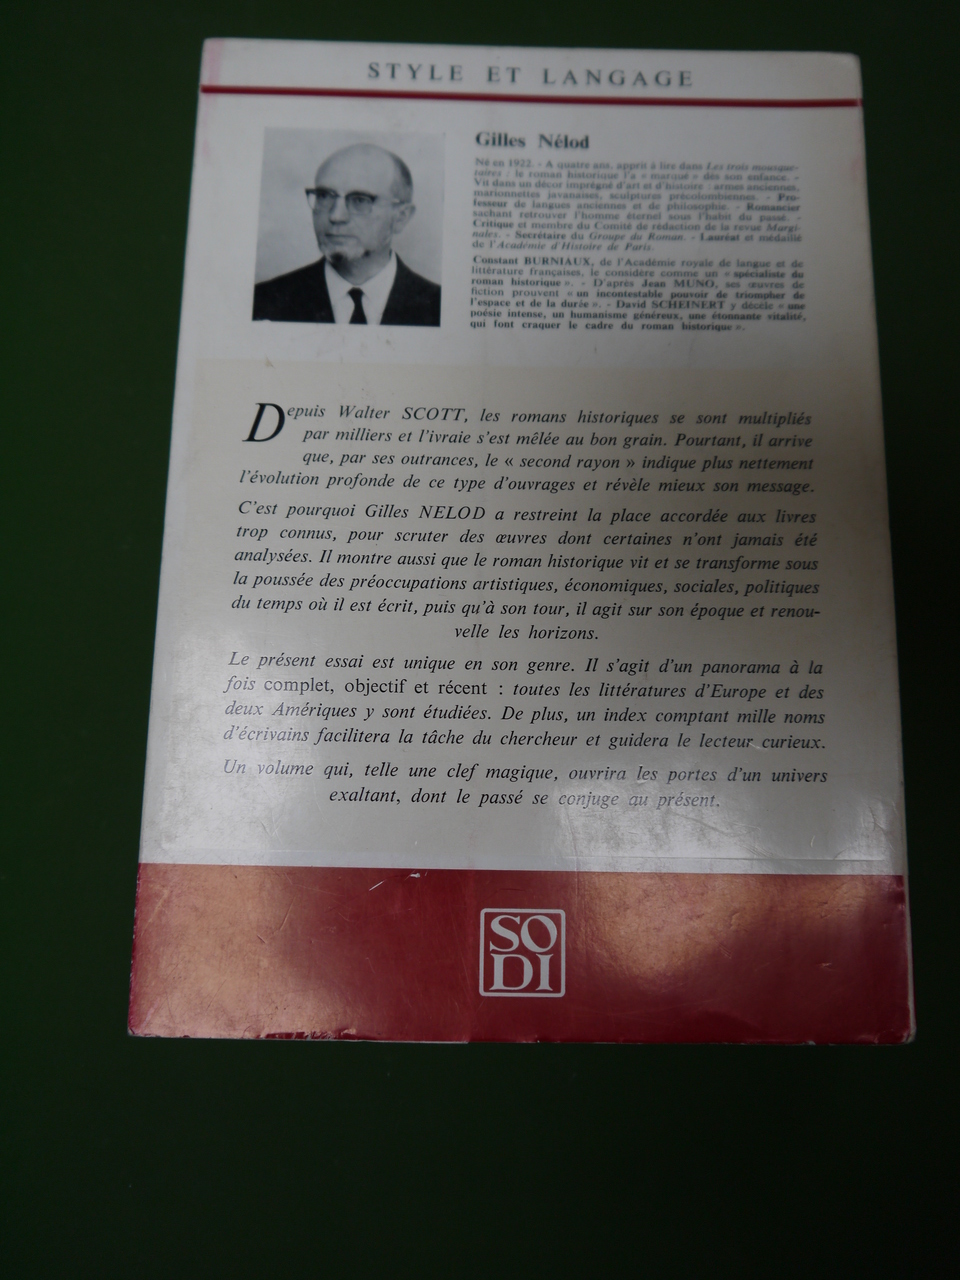 STYLE ET LANGAGE
Gilles Nélod
Né en 1922. - A quatre ans, apprit à lire dans Les trois mousque-
taires : le roman historique l'a « marqué » dès son enfance. -
Vit dans un décor imprégné d'art et d'histoire : armes anciennes,
marionnettes javanaises, sculptures précolombiennes. - Pro-
fesseur de langues anciennes et de philosophie. - Romancier
sachant retrouver l'homme éternel sous l'habit du passé. -
Critique et membre du Comité de rédaction de la revue Margi-
nales. - Secrétaire du Groupe du Roman. - Lauréat et médaillé
de l'Académie d'Histoire de Paris.
Constant BURNIAUX, de l'Académie royale de langue et de
littérature françaises, le considère comme un « spécialiste du
roman historique ». - D'après Jean MUNO, ses œuvres de
fiction prouvent « un incontestable pouvoir de triompher de
l'espace et de la durée ». - David SCHEINERT y décèle « une
poésie intense, un humanisme généreux, une étonnante vitalité,
qui font craquer le cadre du roman historique ».
Depuis Walter SCOTT, les romans historiques se sont multipliés
par milliers et l'ivraie s'est mêlée au bon grain. Pourtant, il arrive
que, par ses outrances, le « second rayon » indique plus nettement
l'évolution profonde de ce type d'ouvrages et révèle mieux son message.
C'est pourquoi Gilles NELOD a restreint la place accordée aux livres
trop connus, pour scruter des œuvres dont certaines n'ont jamais été
analysées. Il montre aussi que le roman historique vit et se transforme sous
la poussée des préoccupations artistiques, économiques, sociales, politiques
du temps où il est écrit, puis qu'à son tour, il agit sur son époque et renou-
velle les horizons.
Le présent essai est unique en son genre. Il s'agit d'un panorama à la
fois complet, objectif et récent : toutes les littératures d'Europe et des
deux Amériques y sont étudiées. De plus, un index comptant mille noms
d'écrivains facilitera la tâche du chercheur et guidera le lecteur curieux.
Un volume qui, telle une clef magique, ouvrira les portes d'un univers
exaltant, dont le passé se conjugue au présent.
SO
DI